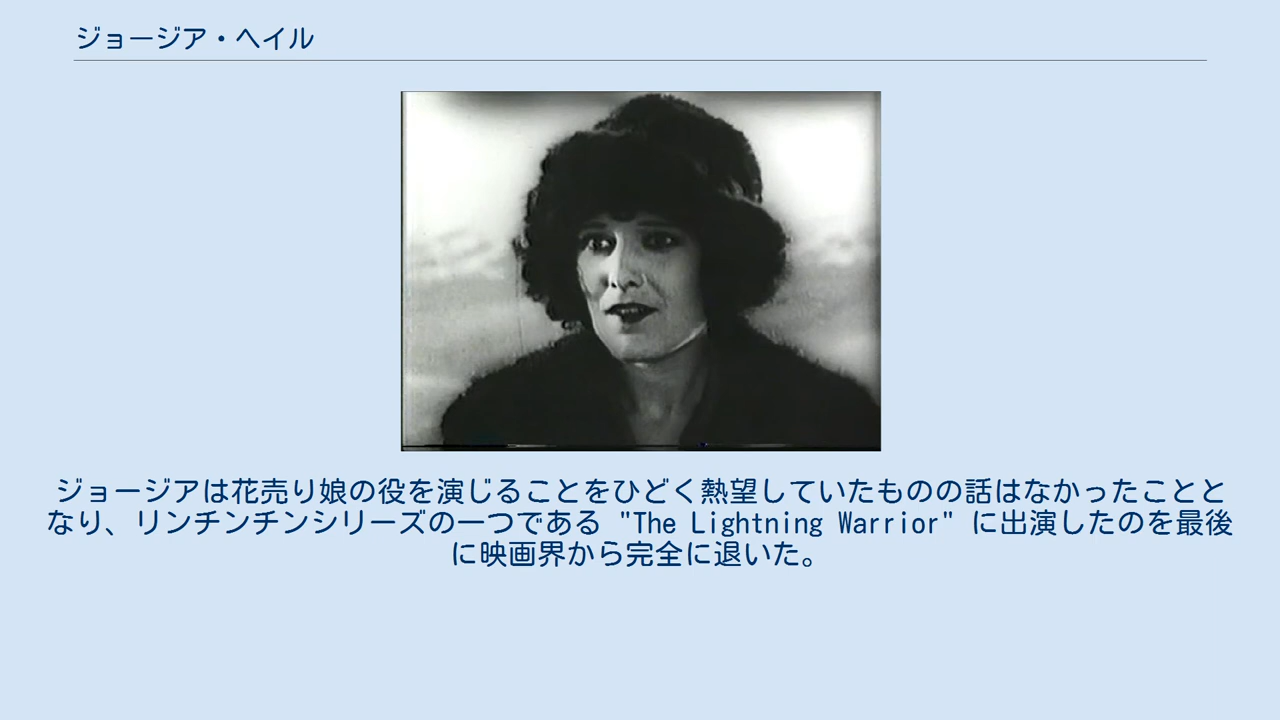 ジョージア・ヘイル
ジョージアは花売り娘の役を演じることをひどく熱望していたものの話はなかったことと
なり、リンチンチンシリーズの一つである "The Lightning Warrior" に出演したのを最後
に映画界から完全に退いた。